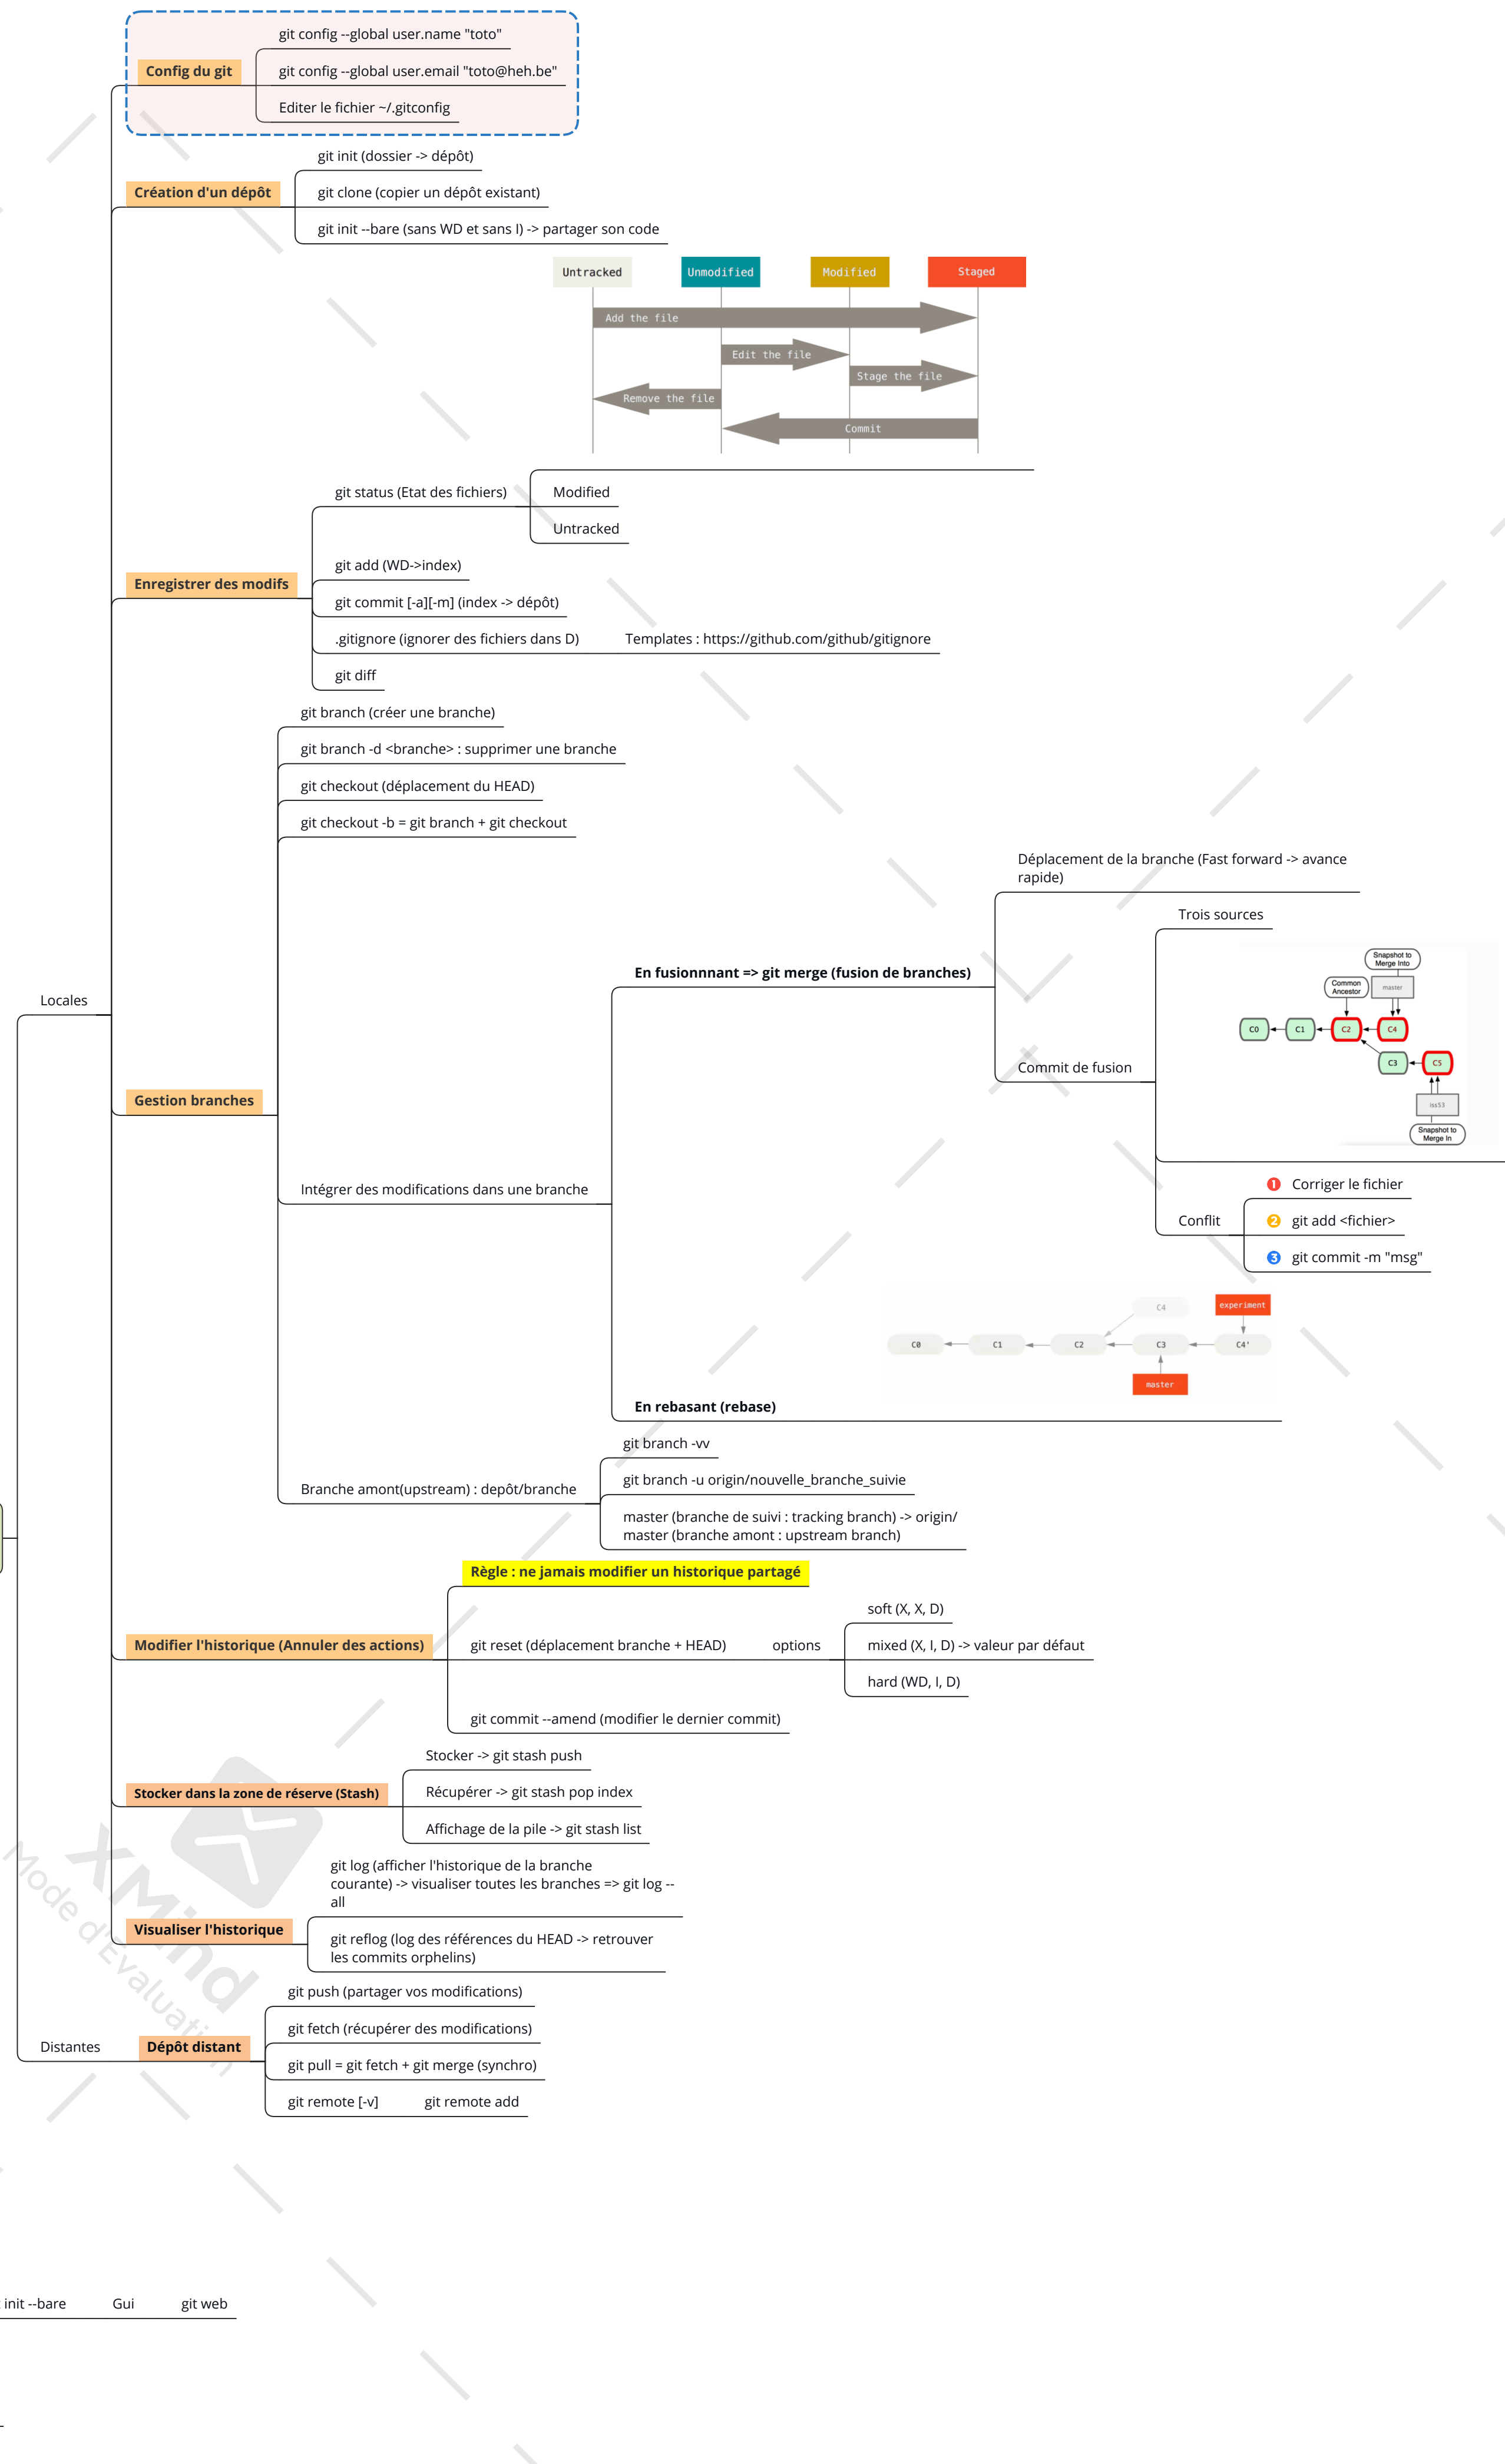 git config --global user.name "toto"
Config du git
git config --global user.email "toto@heh.be"
Editer le fichier ~/.gitconfig
git init (dossier -> dépôt)
Création d'un dépôt
git clone (copier un dépôt existant)
git init --bare (sans WD et sans I) -> partager son code
Untracked
Unmodified
Modified
Staged
Add the file
Edit the file
Stage the file
Remove the file
Commit
git status (Etat des fichiers)
Modified
Untracked
git add (WD->index)
Enregistrer des modifs
git commit [-a][-m] (index -> dépôt)
.gitignore (ignorer des fichiers dans D)
Templates : https://github.com/github/gitignore
git diff
git branch (créer une branche)
git branch -d <branche> : supprimer une branche
git checkout (déplacement du HEAD)
git checkout -b = git branch + git checkout
Déplacement de la branche (Fast forward -> avance
rapide)
Trois sources
En fusionnnant => git merge (fusion de branches)
Snapshot to
Merge Into
Common
Ancestor
master
C0
C1
C2
C4
C3
C5
iss53
Snapshot to
Merge In
Locales
Commit de fusion
Gestion branches
Intégrer des modifications dans une branche
Conflit
1 Corriger le fichier
2 git add <fichier>
3 git commit -m "msg"
C4
experiment
C0
C1
C2
C3
C4'
master
En rebasant (rebase)
git branch -vv
Branche amont(upstream) : depôt/branche
git branch -u origin/nouvelle_branche_suivie
master (branche de suivi : tracking branch) -> origin/
master (branche amont : upstream branch)
Règle : ne jamais modifier un historique partagé
Modifier l'historique (Annuler des actions)
git reset (déplacement branche + HEAD)
options
soft (X, X, D)
mixed (X, I, D) -> valeur par défaut
hard (WD, I, D)
git commit --amend (modifier le dernier commit)
Stocker -> git stash push
Stocker dans la zone de réserve (Stash)
Récupérer -> git stash pop index
Affichage de la pile -> git stash list
git log (afficher l'historique de la branche
courante) -> visualiser toutes les branches => git log --
all
Visualiser l'historique
git reflog (log des références du HEAD -> retrouver
les commits orphelins)
XMind
Mode d'Évaluation
git push (partager vos modifications)
git fetch (récupérer des modifications)
Distantes
Dépôt distant
git pull = git fetch + git merge (synchro)
git remote [-v]
git remote add
init --bare
Gui
git web